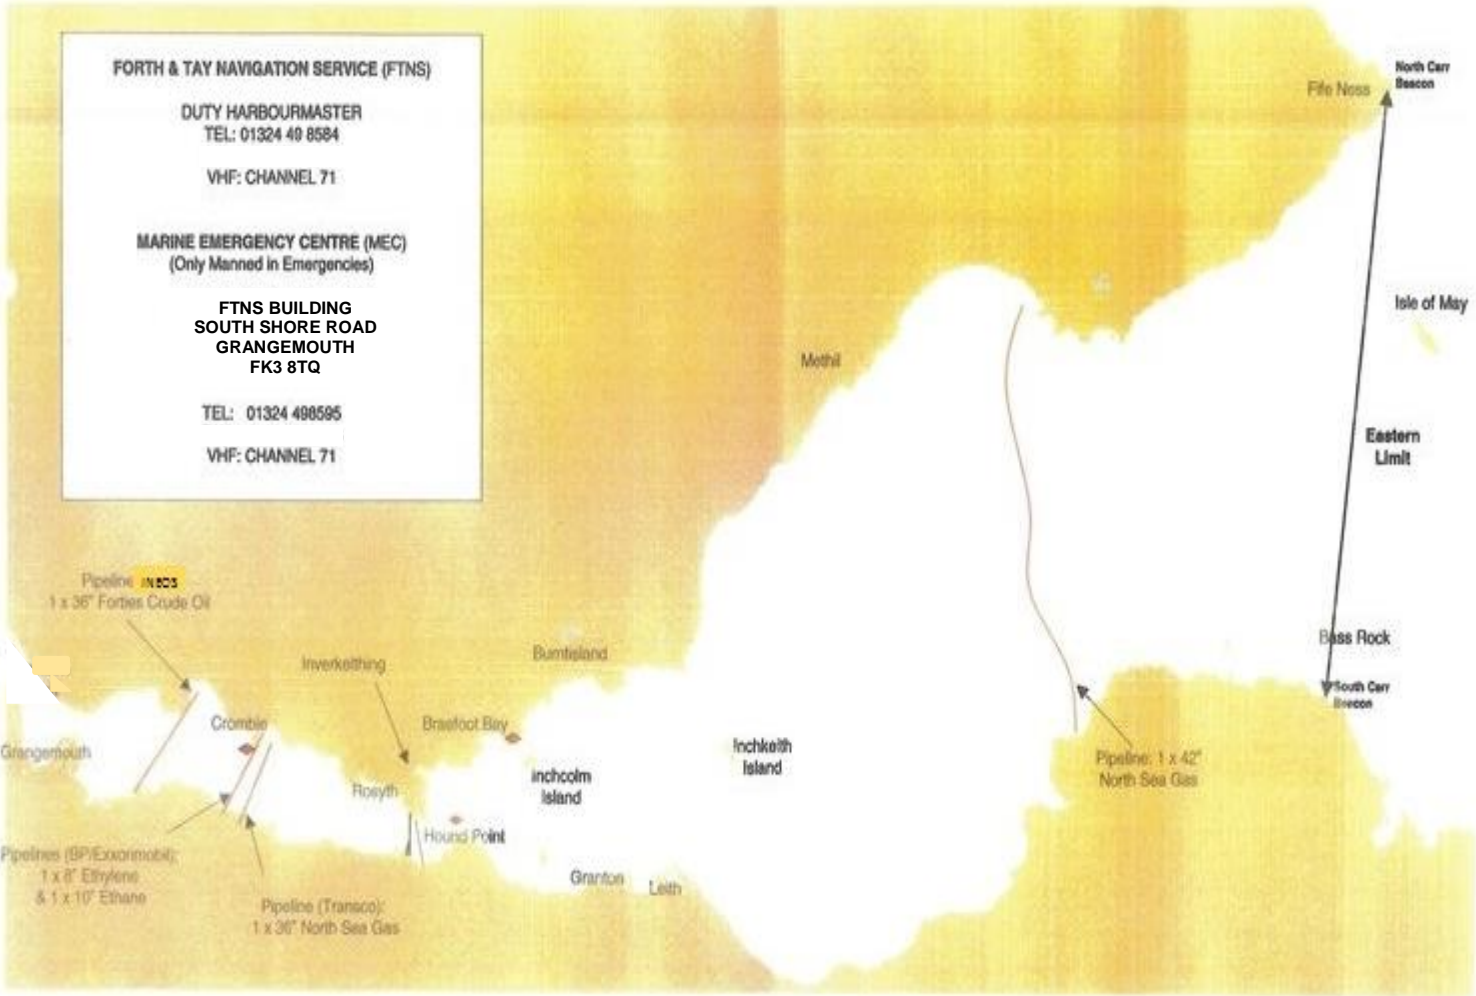 FORTH & TAY NAVIGATION SERVICE (FTNS)
DUTY HARBOURMASTER
TEL: 01324 49 8584
VHF: CHANNEL 71
MARINE EMERGENCY CENTRE (MEC)
(Only Manned in Emergencies)
FTNS BUILDING
SOUTH SHORE ROAD
GRANGEMOUTH
FK3 8TQ
TEL: 01324 498595
VHF: CHANNEL 71
North Carr
Beacon
Fife Ness
Isle of May
Methil
Eastern
Limit
Pipeline INEOS
1 x 36" Forties Crude Oil
Bass Rock
South Carr
Beacon
Burntisland
Inverkeithing
Crombie
Braefoot Bay
Grangemouth
Inchkeith
Island
Inchcolm
Island
Pipeline: 1 x 42"
North Sea Gas
Rosyth
Hound Point
Pipelines (BP/Exxonmobil):
1 x 8" Ethylene
& 1 x 10" Ethane
Granton
Leith
Pipeline (Transco):
1 x 36" North Sea Gas